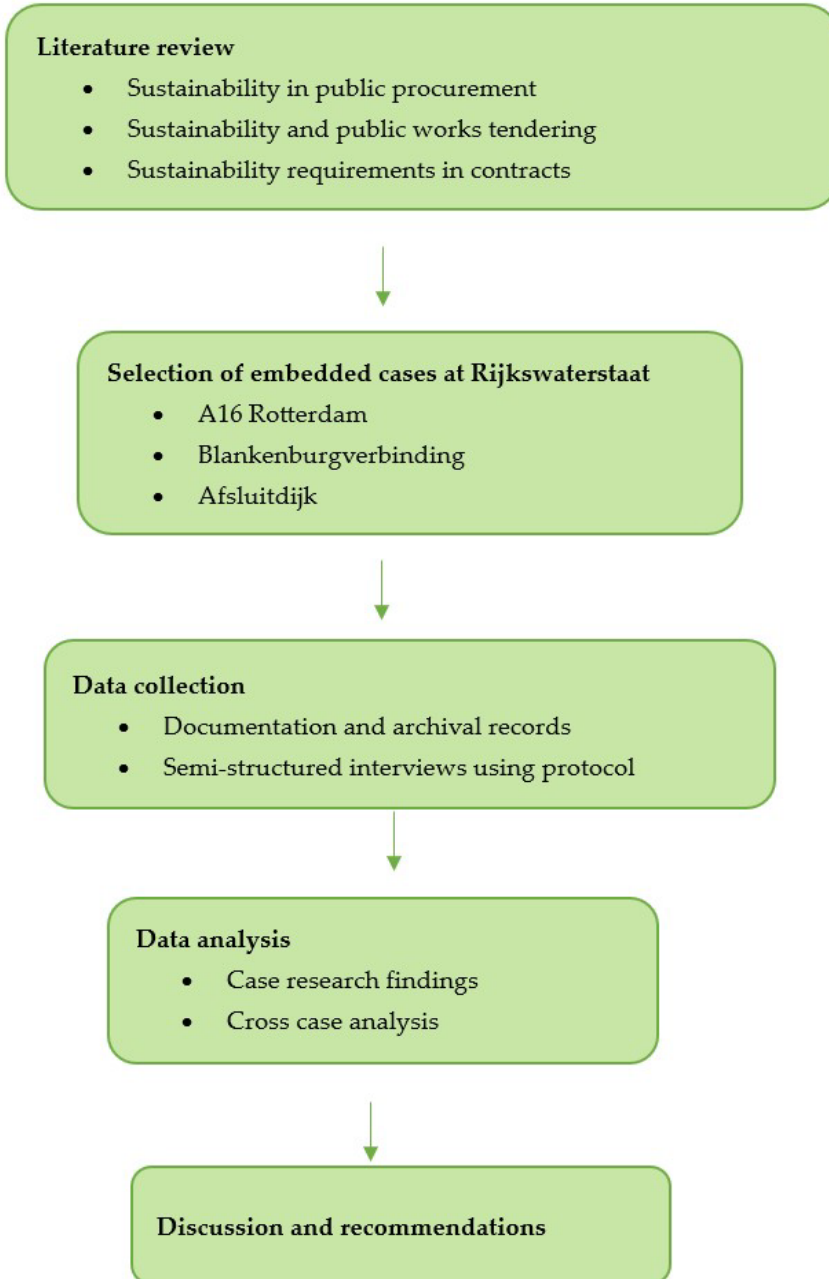 Literature review
• Sustainability in public procurement
• Sustainability and public works tendering
• Sustainability requirements in contracts
Selection of embedded cases at Rijkswaterstaat
• A16 Rotterdam
• Blankenburgverbinding
• Afsluitdijk
Data collection
• Documentation and archival records
• Semi-structured interviews using protocol
Data analysis
• Case research findings
• Cross case analysis
Discussion and recommendations